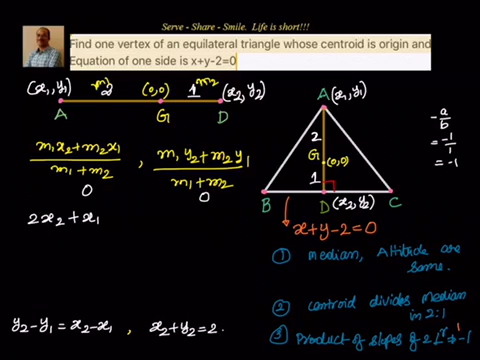 Serve - Share - Smile. Life is short!!!
Find one vertex of an equilateral triangle whose centroid is origin and
Equation of one side is x+y-2=0
(x₁,y₁) m₁ 2 (0,0) 1 m₂ (x₂,y₂)
A G D
m₁x₂+m₂x₁ / m₁+m₂ , m₁y₂+m₂y₁ / m₁+m₂
0 0
2x₂+x₁
y₂-y₁=x₂-x₁ , x₂+y₂=2
A(x₁,y₁)
2
G (0,0)
1
B D (x₂,y₂) C
x+y-2=0
-a/b
=-1/1
=-1
① median, Altitude are
same.
② centroid divides median
in 2:1
③ Product of slopes of 2 ⊥ʳ -1